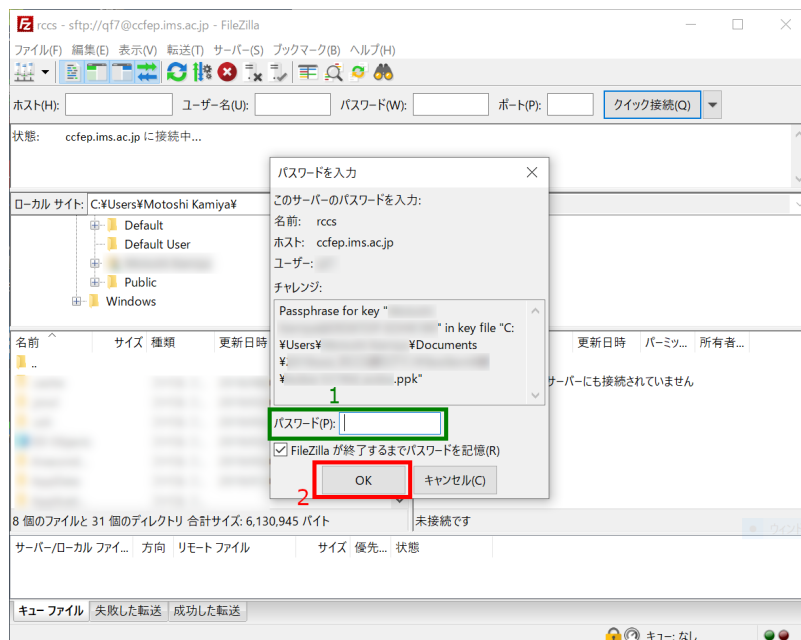 rccs - sftp://qf7@ccfep.ims.ac.jp - FileZilla
ファイル(F) 編集(E) 表示(V) 転送(T) サーバー(S) ブックマーク(B) ヘルプ(H)
ホスト(H): ユーザー名(U): パスワード(W): ポート(P): クイック接続(Q)
状態: ccfep.ims.ac.jp に接続中...
パスワードを入力
このサーバーのパスワードを入力:
名前: rccs
ホスト: ccfep.ims.ac.jp
ユーザー:
チャレンジ:
Passphrase for key "
" in key file "C:
¥Users¥ ¥Documents
¥.
¥ .ppk"
1
パスワード(P):
FileZilla が終了するまでパスワードを記憶(R)
2
OK キャンセル(C)
ローカル サイト: C:¥Users¥Motoshi Kamiya¥
Default
Default User
Public
Windows
名前 サイズ 種類 更新日時
..
8 個のファイルと 31 個のディレクトリ 合計サイズ: 6,130,945 バイト
更新日時 パーミッ... 所有者...
サーバーにも接続されていません
未接続です
サーバー/ローカル ファイ... 方向 リモート ファイル サイズ 優先... 状態
キュー ファイル 失敗した転送 成功した転送
キュー: なし